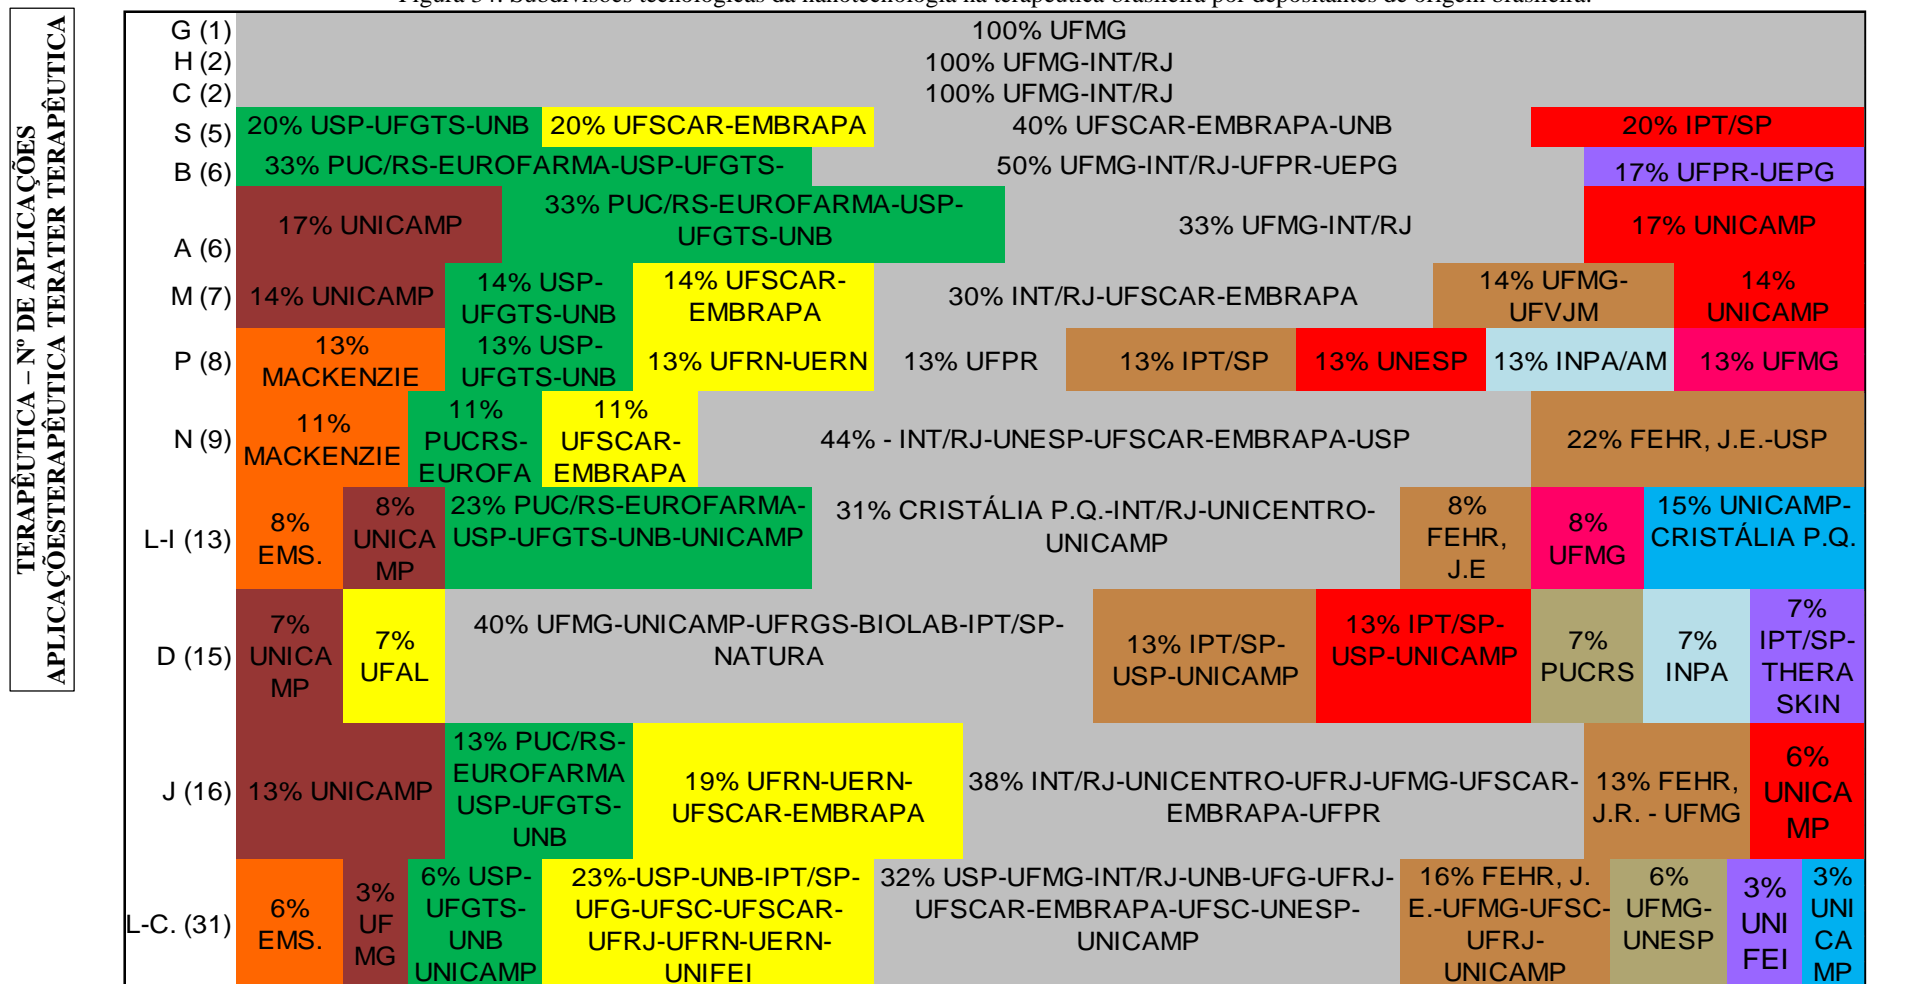 Figura 34: Subdivisões tecnológicas da nanotecnologia na terapêutica brasileira por depositantes de origem brasileira.
TERAPÊUTICA – Nº DE APLICAÇÕES
APLICAÇÕESTERAPÊUTICA TERATER TERAPÊUTICA
G (1)
100% UFMG
H (2)
100% UFMG-INT/RJ
C (2)
100% UFMG-INT/RJ
S (5)
20% USP-UFGTS-UNB
20% UFSCAR-EMBRAPA
40% UFSCAR-EMBRAPA-UNB
20% IPT/SP
B (6)
33% PUC/RS-EUROFARMA-USP-UFGTS-
50% UFMG-INT/RJ-UFPR-UEPG
17% UFPR-UEPG
A (6)
17% UNICAMP
33% PUC/RS-EUROFARMA-USP-
UFGTS-UNB
33% UFMG-INT/RJ
17% UNICAMP
M (7)
14% UNICAMP
14% USP-
UFGTS-UNB
14% UFSCAR-
EMBRAPA
30% INT/RJ-UFSCAR-EMBRAPA
14% UFMG-
UFVJM
14%
UNICAMP
P (8)
13%
MACKENZIE
13% USP-
UFGTS-UNB
13% UFRN-UERN
13% UFPR
13% IPT/SP
13% UNESP
13% INPA/AM
13% UFMG
N (9)
11%
MACKENZIE
11%
PUCRS-
EUROFA
11%
UFSCAR-
EMBRAPA
44% - INT/RJ-UNESP-UFSCAR-EMBRAPA-USP
22% FEHR, J.E.-USP
L-I (13)
8%
EMS.
8%
UNICA
MP
23% PUC/RS-EUROFARMA-
USP-UFGTS-UNB-UNICAMP
31% CRISTÁLIA P.Q.-INT/RJ-UNICENTRO-
UNICAMP
8%
FEHR,
J.E
8%
UFMG
15% UNICAMP-
CRISTÁLIA P.Q.
D (15)
7%
UNICA
MP
7%
UFAL
40% UFMG-UNICAMP-UFRGS-BIOLAB-IPT/SP-
NATURA
13% IPT/SP-
USP-UNICAMP
13% IPT/SP-
USP-UNICAMP
7%
PUCRS
7%
INPA
7%
IPT/SP-
THERA
SKIN
J (16)
13% UNICAMP
13% PUC/RS-
EUROFARMA
USP-UFGTS-
UNB
19% UFRN-UERN-
UFSCAR-EMBRAPA
38% INT/RJ-UNICENTRO-UFRJ-UFMG-UFSCAR-
EMBRAPA-UFPR
13% FEHR,
J.R. - UFMG
6%
UNICA
MP
L-C. (31)
6%
EMS.
3%
UF
MG
6% USP-
UFGTS-
UNB
UNICAMP
23%-USP-UNB-IPT/SP-
UFG-UFSC-UFSCAR-
UFRJ-UFRN-UERN-
UNIFEI
32% USP-UFMG-INT/RJ-UNB-UFG-UFRJ-
UFSCAR-EMBRAPA-UFSC-UNESP-
UNICAMP
16% FEHR, J.
E.-UFMG-UFSC-
UFRJ-
UNICAMP
6%
UFMG-
UNESP
3%
UNI
FEI
3%
UNI
CA
MP